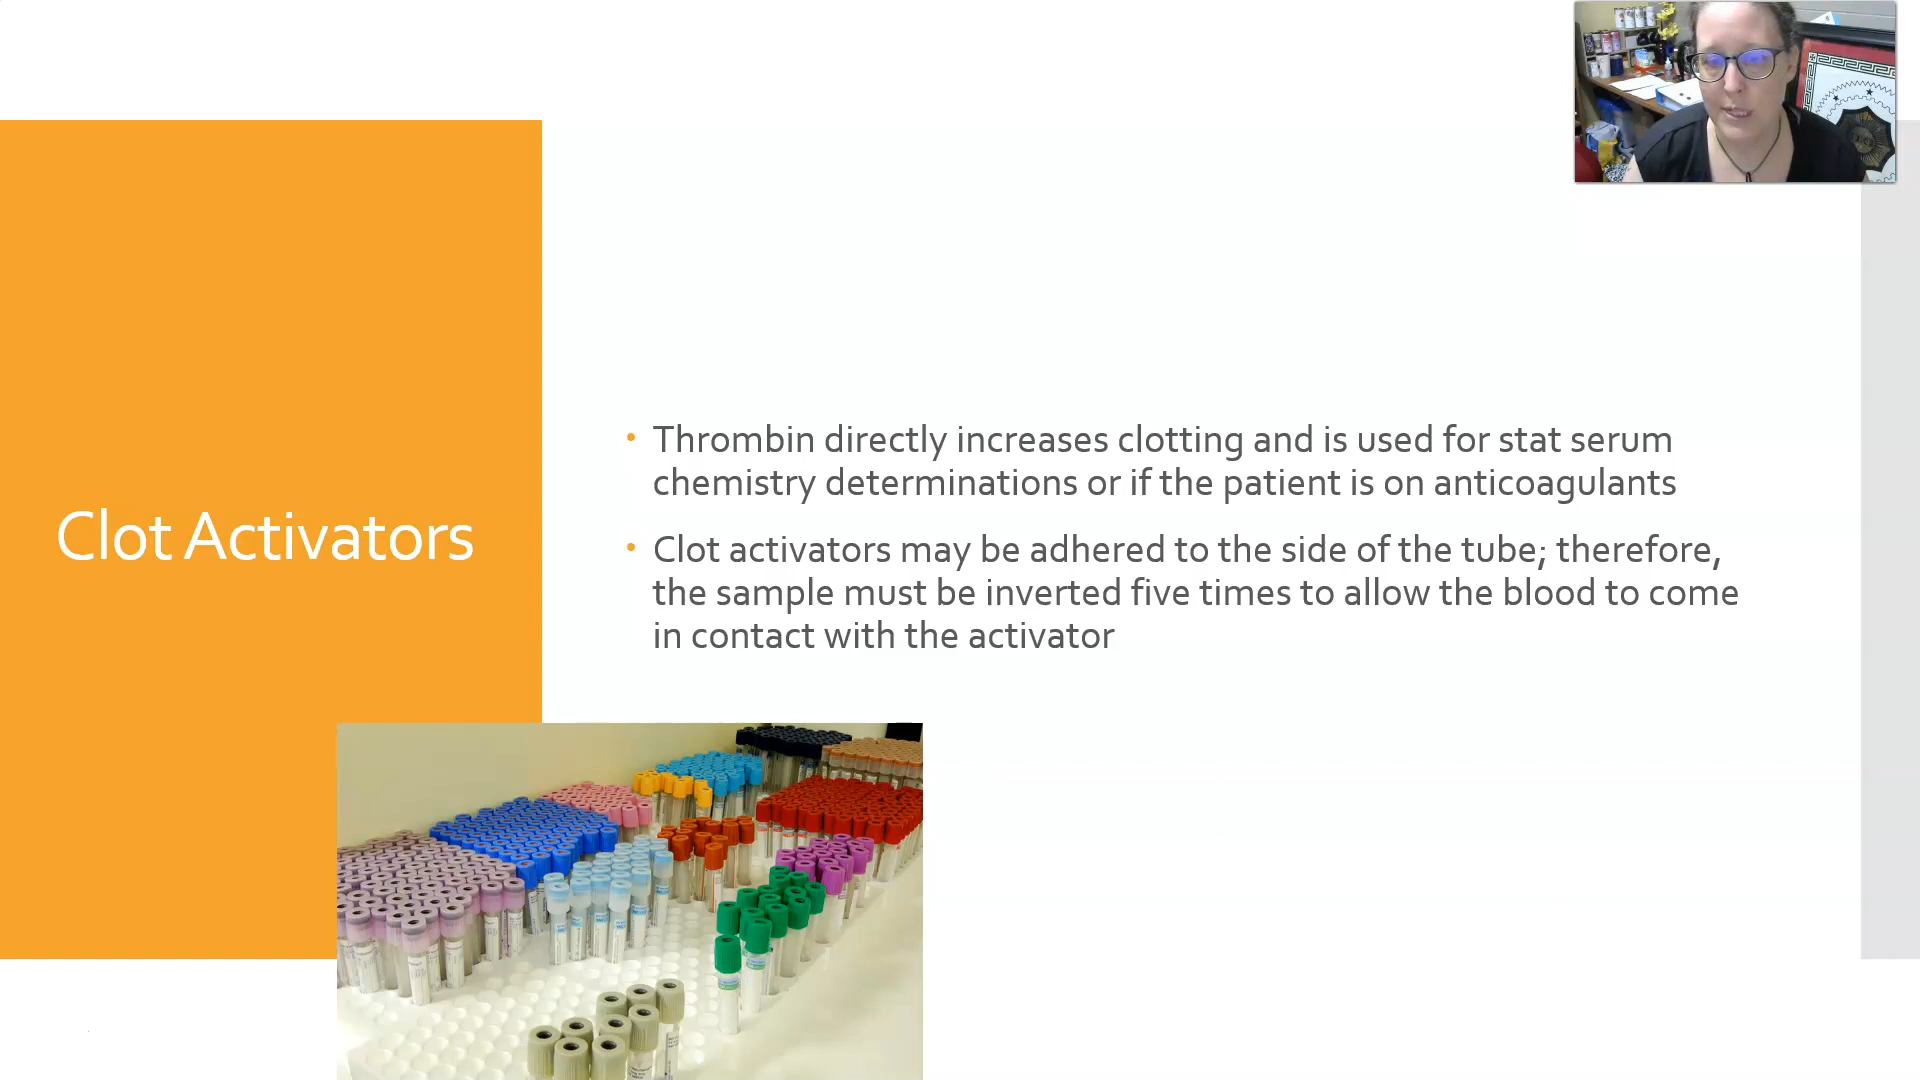 Clot Activators
Thrombin directly increases clotting and is used for stat serum
chemistry determinations or if the patient is on anticoagulants
Clot activators may be adhered to the side of the tube; therefore,
the sample must be inverted five times to allow the blood to come
in contact with the activator